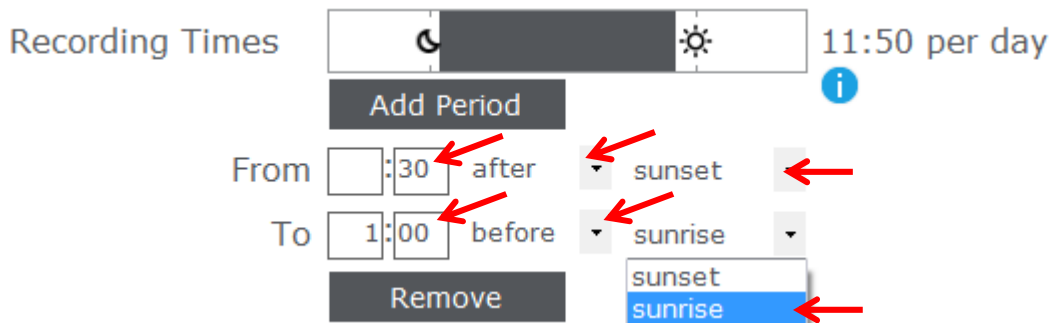 Recording Times 11:50 per day
i
Add Period
From :30 after sunset
To 1:00 before sunrise
sunset
Remove
sunrise